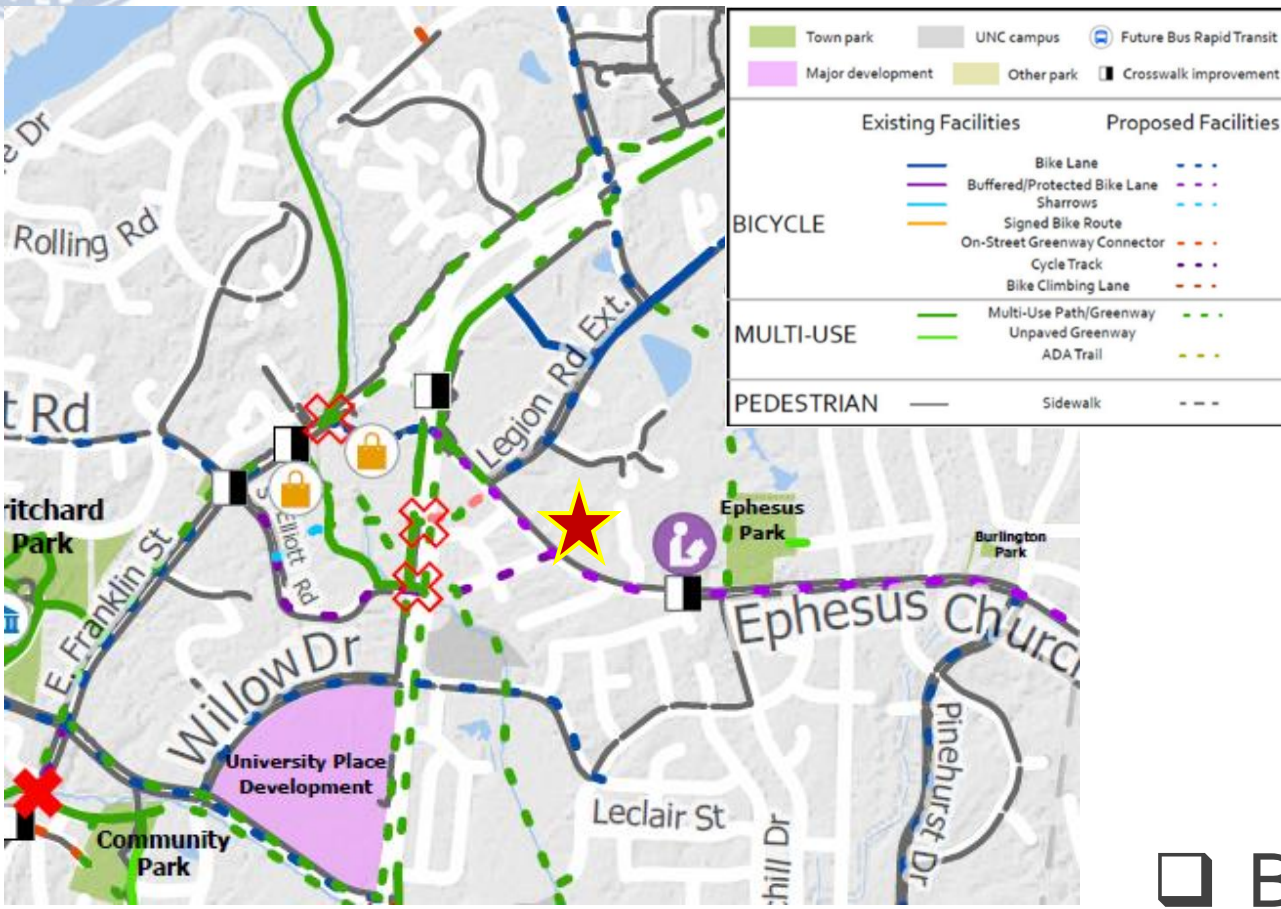 Town park
UNC campus
Future Bus Rapid Transit
Major development
Other park
Crosswalk improvement
Existing Facilities
Proposed Facilities
BICYCLE
Bike Lane
Buffered/Protected Bike Lane
Sharrows
Signed Bike Route
On-Street Greenway Connector
Cycle Track
Bike Climbing Lane
MULTI-USE
Multi-Use Path/Greenway
Unpaved Greenway
ADA Trail
PEDESTRIAN
Sidewalk
e Dr
Rolling Rd
t Rd
Legion Rd Ext.
ritchard
Park
S Elliott Rd
E. Franklin St
Ephesus
Park
Burlington
Park
Ephesus Churc
Willow Dr
University Place
Development
Leclair St
Pinehurst Dr
hill Dr
Community
Park
B